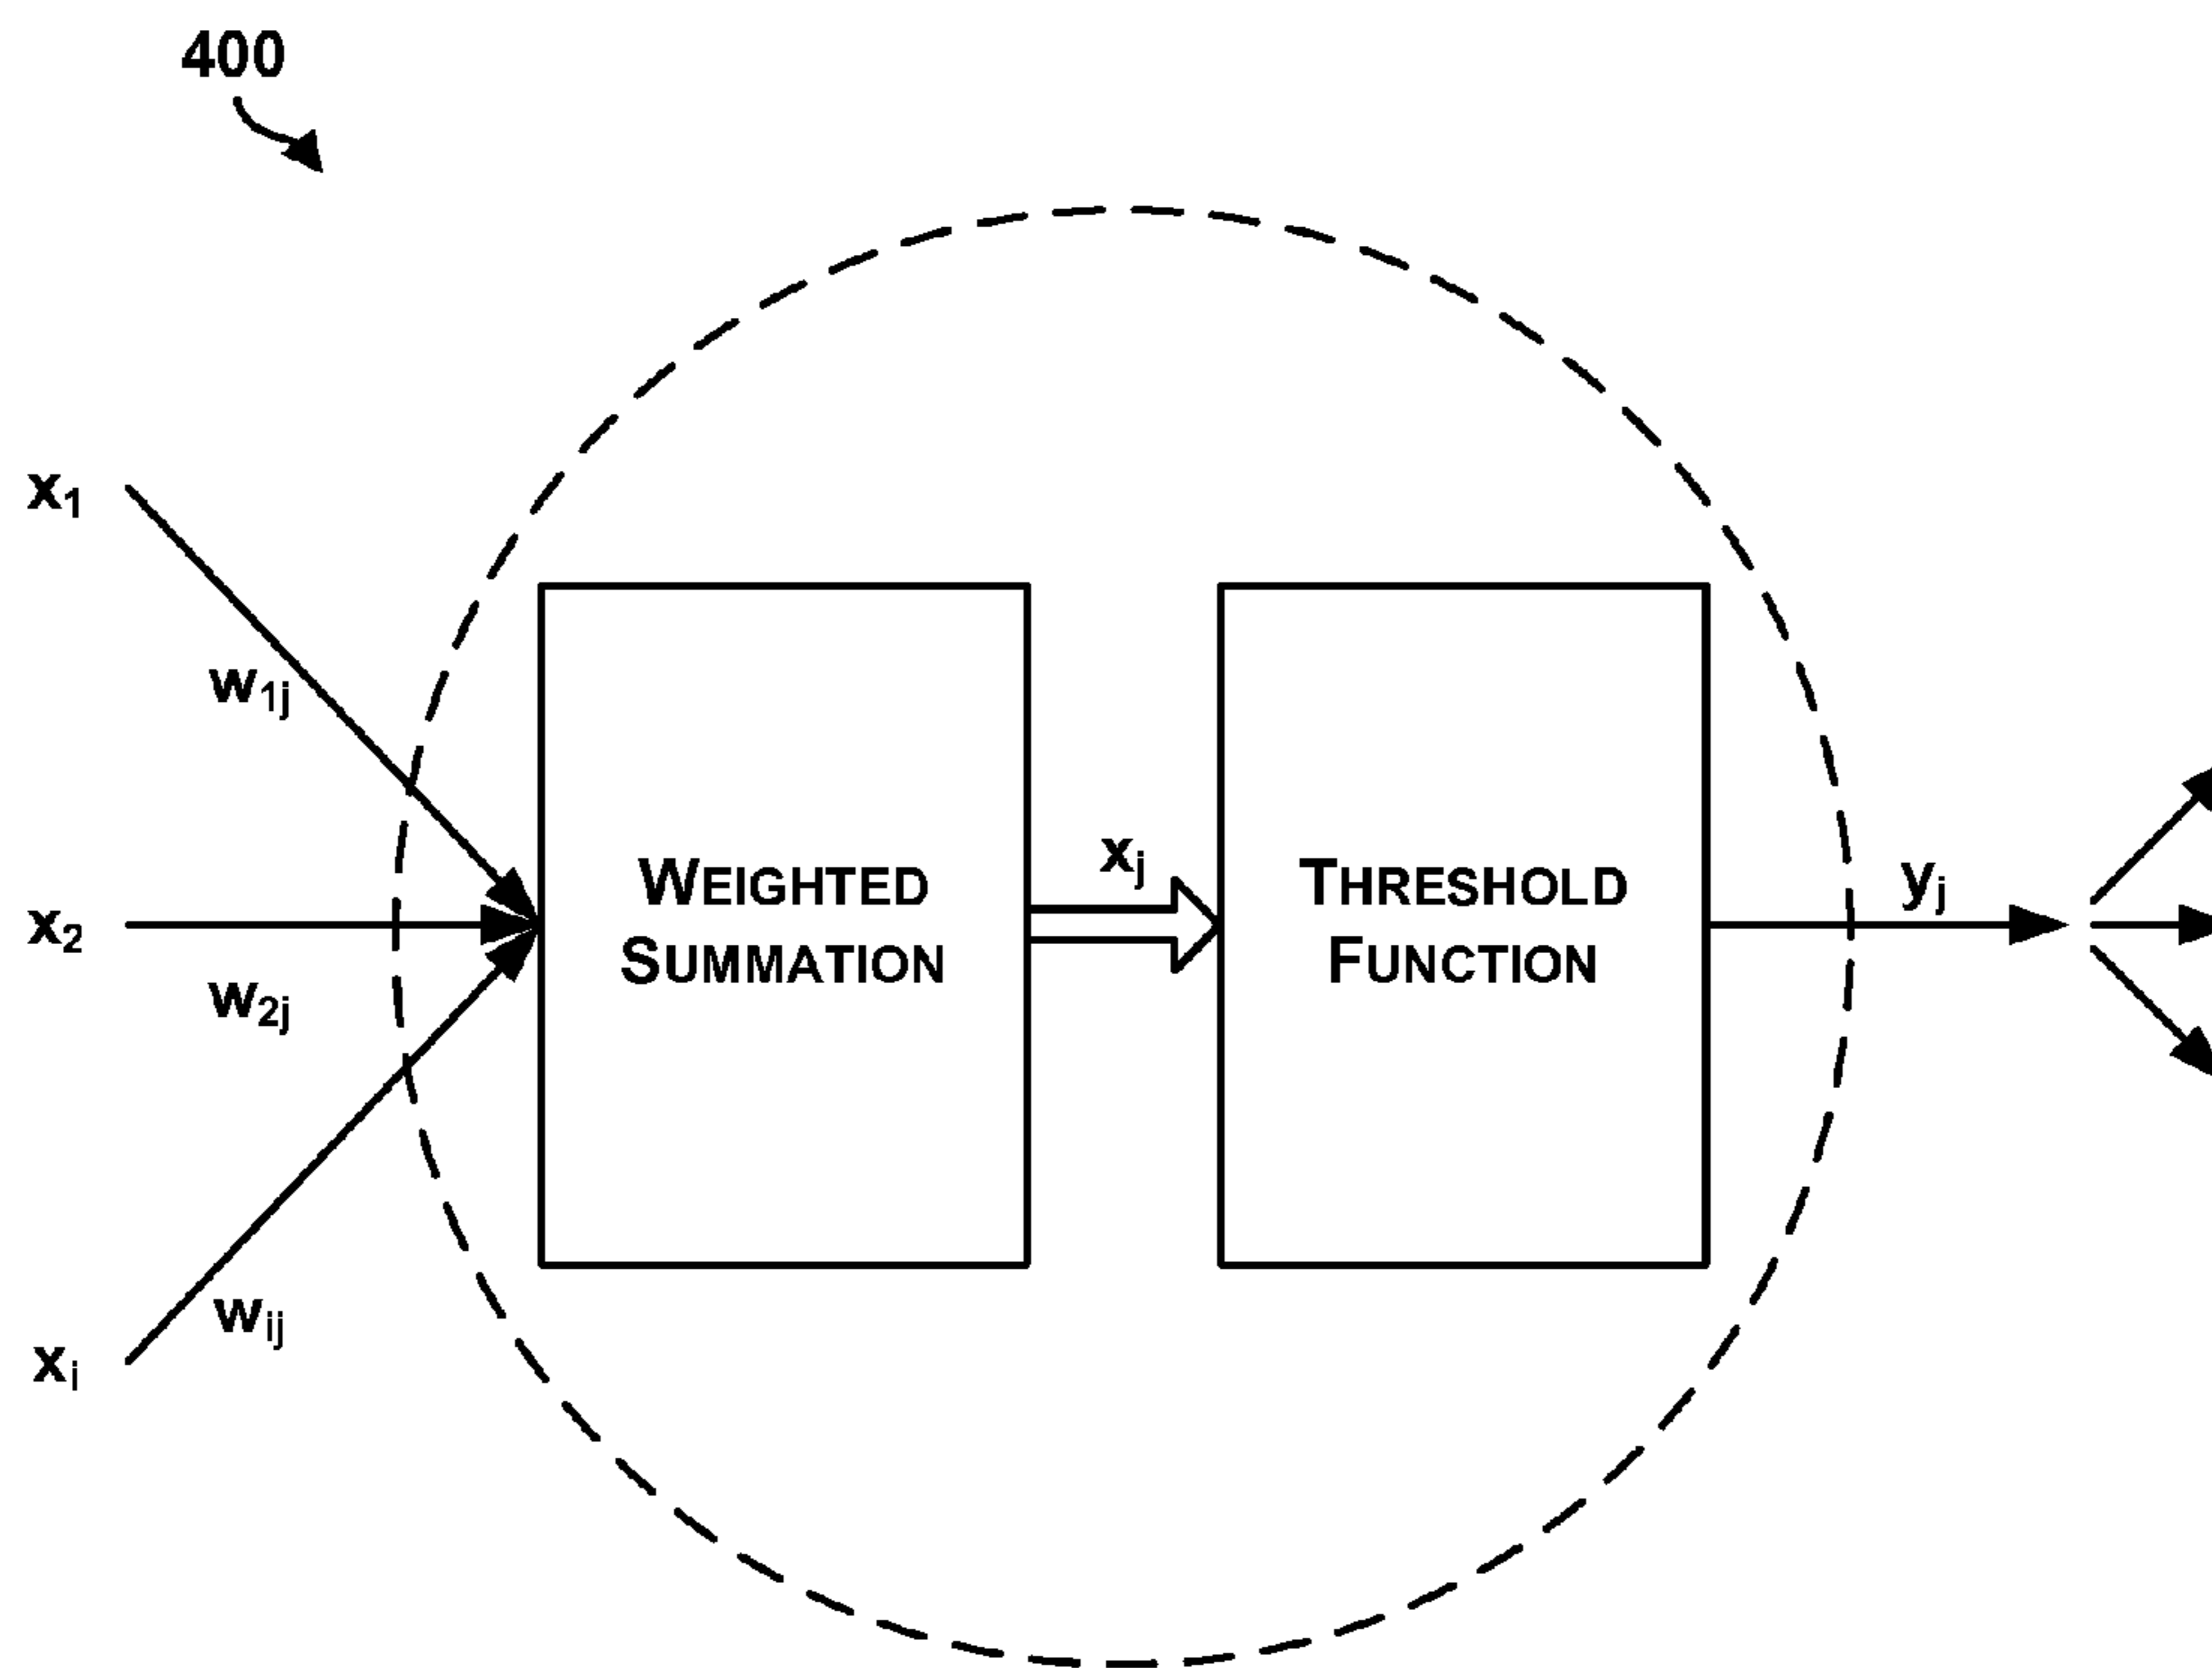 400
x₁
w₁ⱼ
WEIGHTED
SUMMATION
xⱼ
THRESHOLD
FUNCTION
yⱼ
x₂
w₂ⱼ
wᵢⱼ
xᵢ